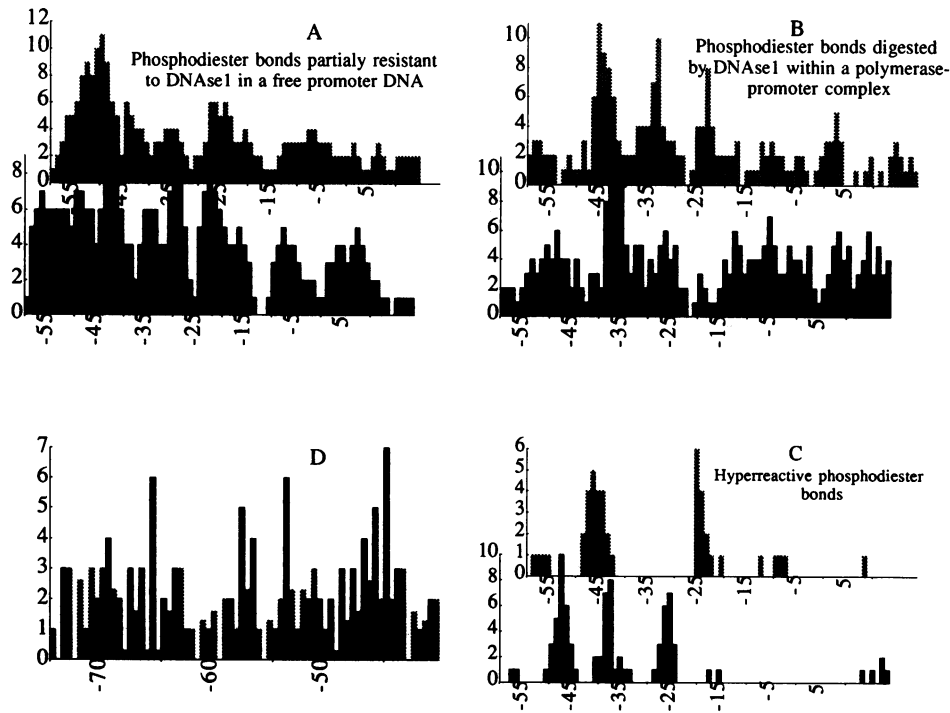 A
Phosphodiester bonds partialy resistant
to DNAse1 in a free promoter DNA
12
10
8
6
4
2
0
-55 -45 -35 -25 -15 -5 5
8
6
4
2
0
-55 -45 -35 -25 -15 -5 5
B
Phosphodiester bonds digested
by DNAse1 within a polymerase-
promoter complex
10
8
6
4
2
0
-55 -45 -35 -25 -15 -5 5
10
8
6
4
2
0
-55 -45 -35 -25 -15 -5 5
D
7
6
5
4
3
2
1
0
-70 -60 -50
C
Hyperreactive phosphodiester
bonds
6
5
4
3
2
1
0
-55 -45 -35 -25 -15 -5 5
10
8
6
4
2
0
-55 -45 -35 -25 -15 -5 5